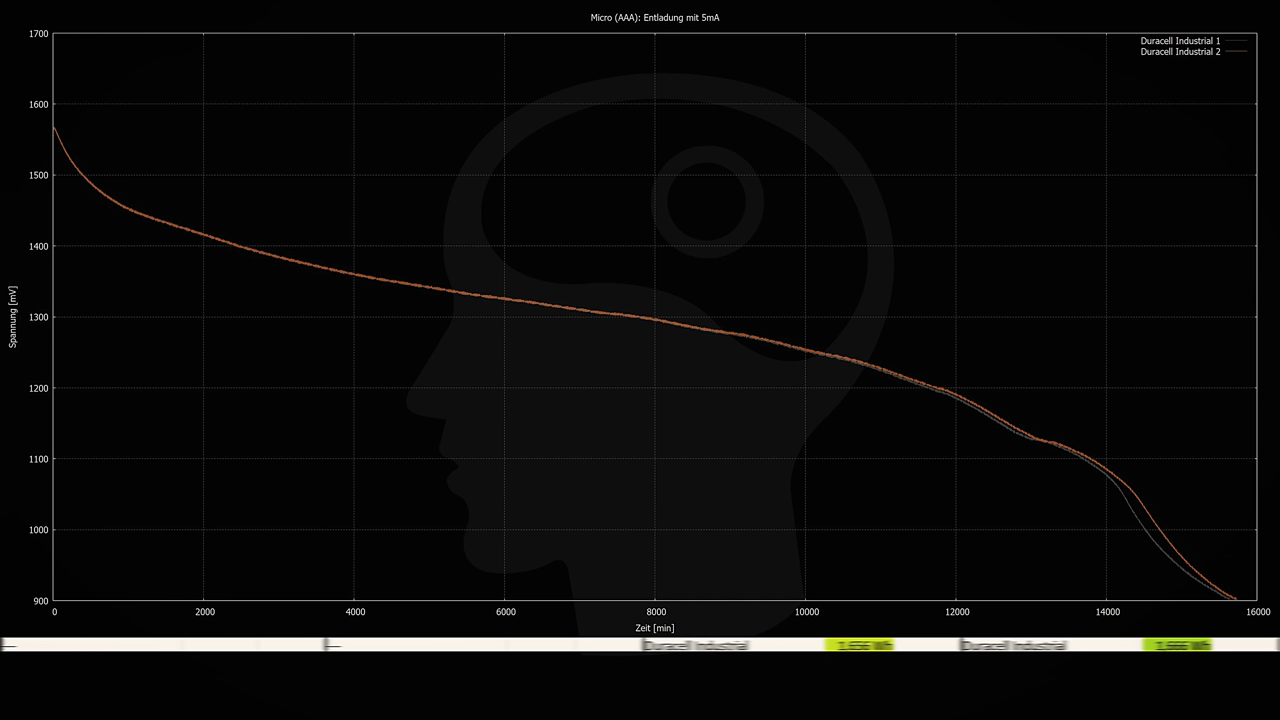 Micro (AAA): Entladung mit 5mA
1700
Duracell Industrial 1
Duracell Industrial 2
1600
1500
1400
1300
Spannung [mV]
1200
1100
1000
900
0 2000 4000 6000 8000 10000 12000 14000 16000
Zeit [min]
Duracell Industrial Duracell Industrial